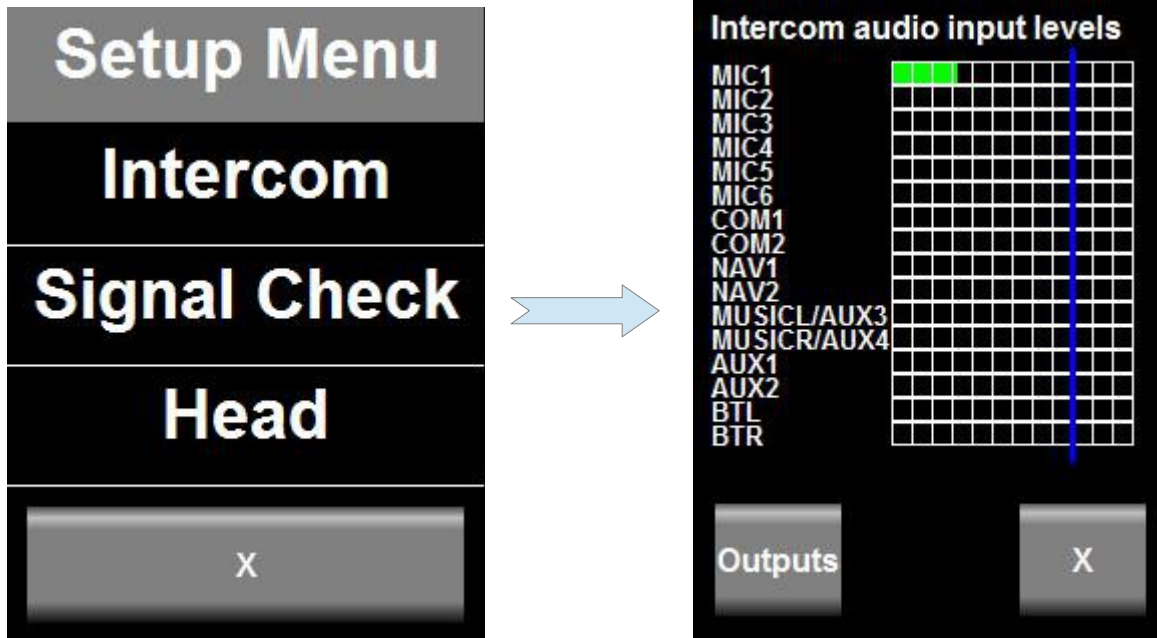 Setup Menu
Intercom
Signal Check
Head
X
Intercom audio input levels
MIC1
MIC2
MIC3
MIC4
MIC5
MIC6
COM1
COM2
NAV1
NAV2
MUSICL/AUX3
MUSICR/AUX4
AUX1
AUX2
BTL
BTR
Outputs
X